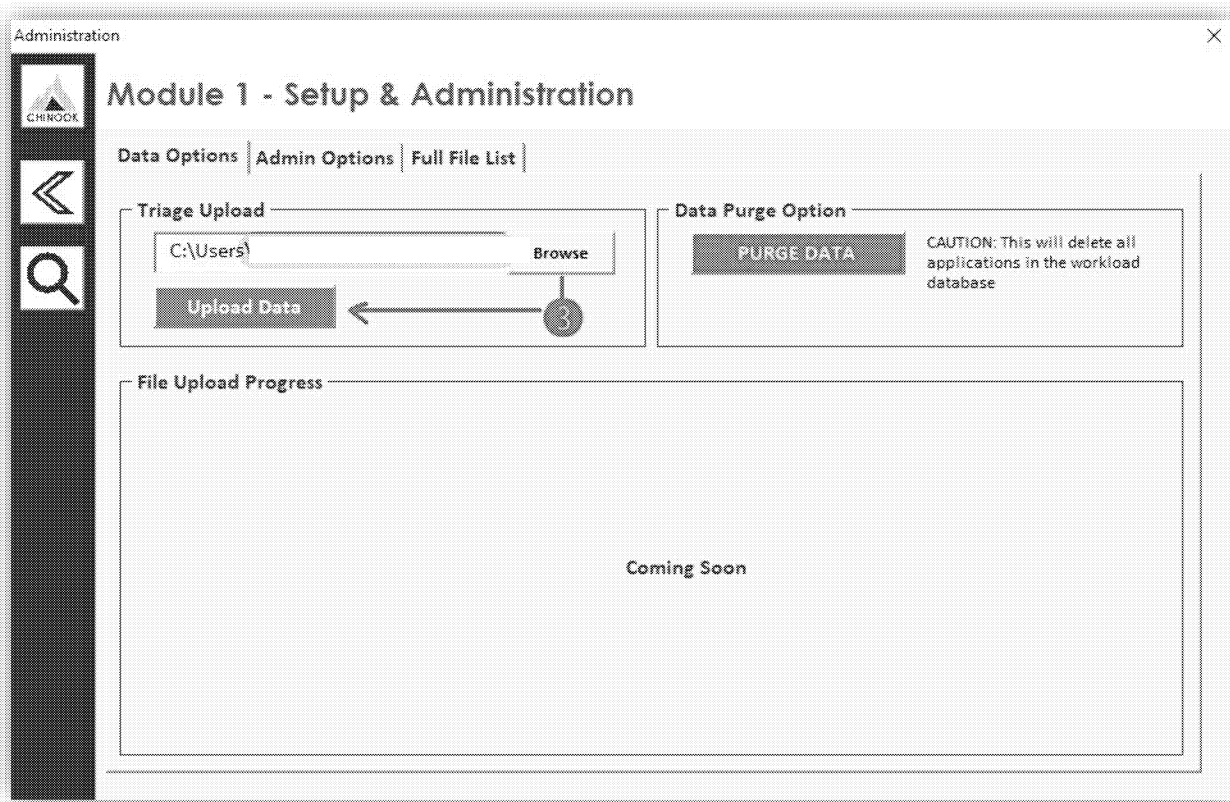 Administration
CHINOOK
Module 1 - Setup & Administration
Data Options
Admin Options
Full File List
Triage Upload
C:\Users\
Browse
Upload Data
3
Data Purge Option
PURGE DATA
CAUTION: This will delete all
applications in the workload
database
File Upload Progress
Coming Soon